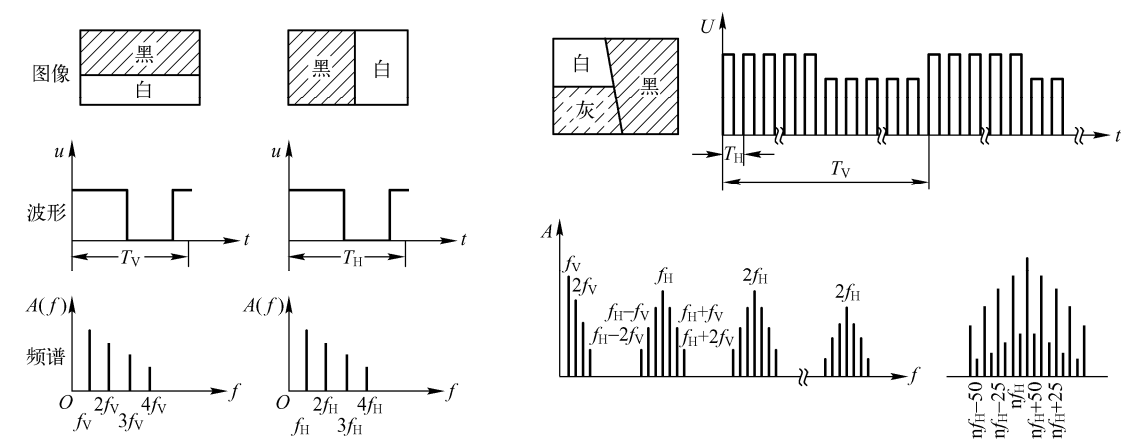 图像
黑
白
黑
白
u
波形
t
T_V
u
t
T_H
A(f)
频谱
O
f_V
2f_V
3f_V
4f_V
f
A(f)
O
f_H
2f_H
3f_H
4f_H
f
白
灰
黑
U
t
T_H
T_V
A
f_V
2f_V
f_H
f_H-f_V
f_H-2f_V
f_H+f_V
f_H+2f_V
2f_H
2f_H
f
nf_H-50
nf_H-25
nf_H
nf_H+50
nf_H+25